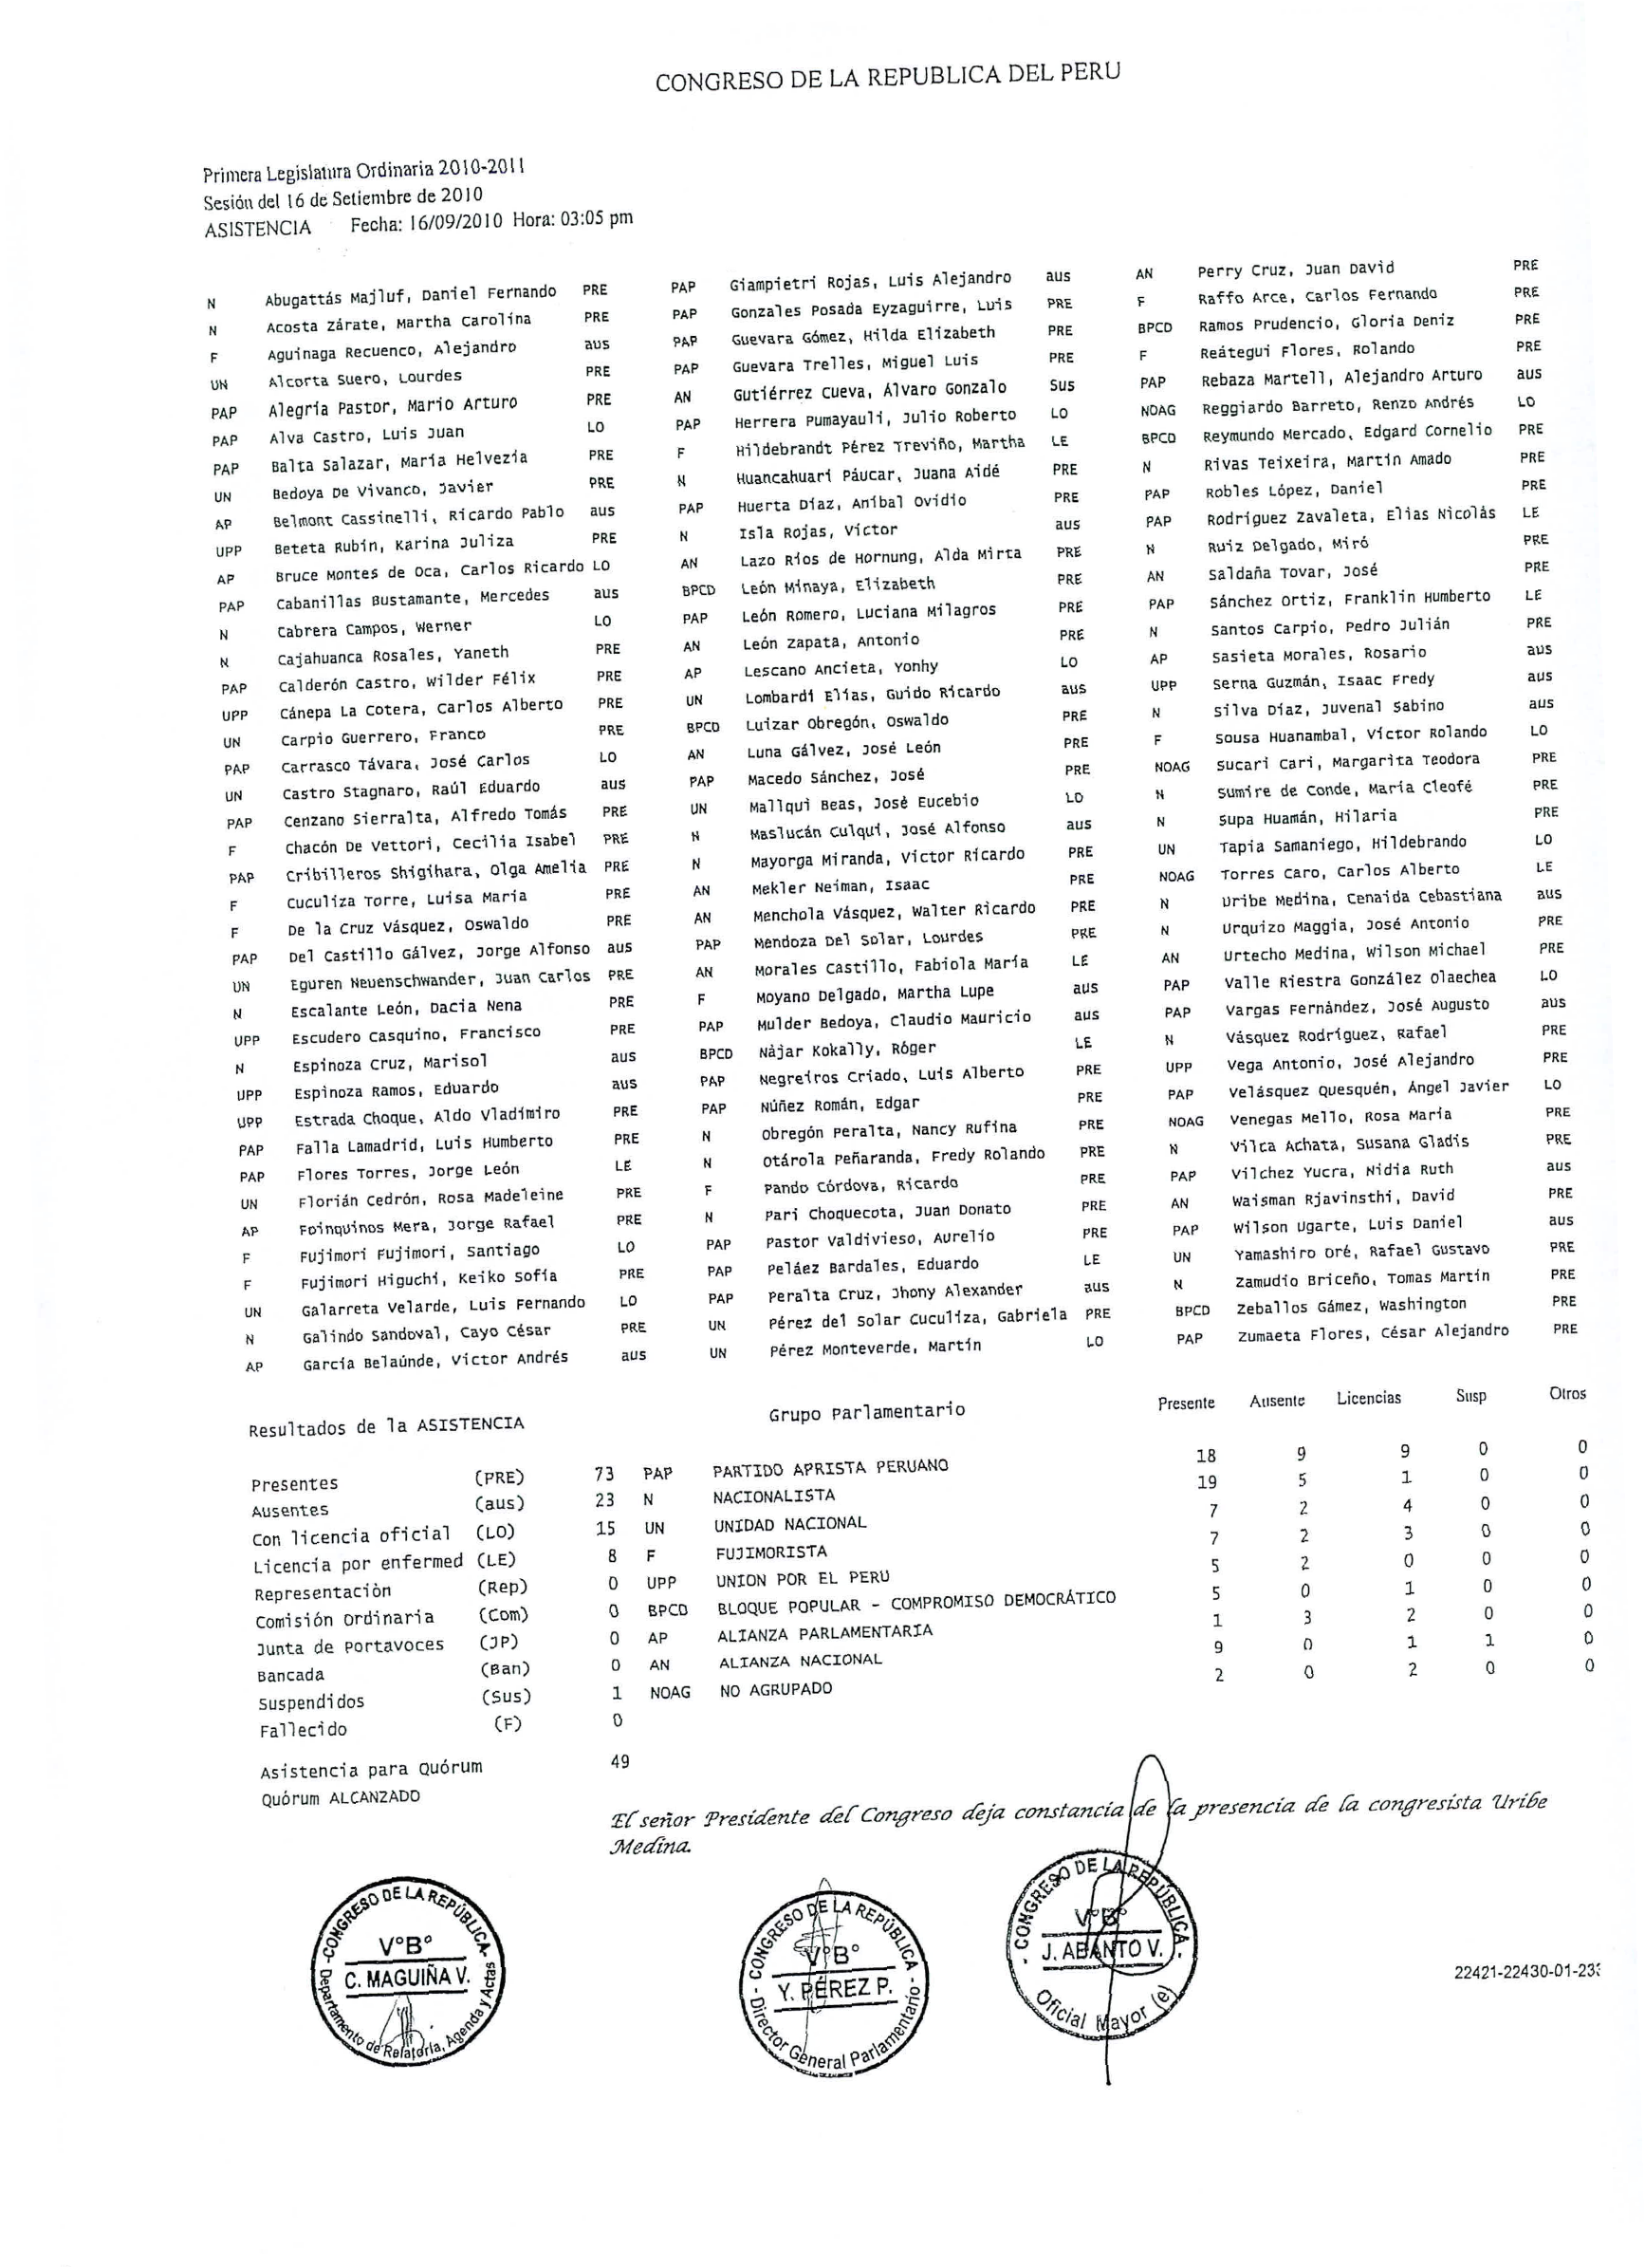 CONGRESO DE LA REPUBLICA DEL PERU
Primera Legislatura Ordinaria 2010-2011
Sesión del 16 de Setiembre de 2010
ASISTENCIA Fecha: 16/09/2010 Hora: 03:05 pm
N Abugattás Majluf, Daniel Fernando PRE PAP Giampietri Rojas, Luis Alejandro aus AN Perry Cruz, Juan David PRE
N Acosta Zárate, Martha Carolina PRE PAP Gonzales Posada Eyzaguirre, Luis PRE F Raffo Arce, Carlos Fernando PRE
F Aguinaga Recuenco, Alejandro aus PAP Guevara Gómez, Hilda Elizabeth PRE BPCD Ramos Prudencio, Gloria Deniz PRE
UN Alcorta Suero, Lourdes PRE PAP Guevara Trelles, Miguel Luis PRE F Reátegui Flores, Rolando PRE
PAP Alegría Pastor, Mario Arturo PRE AN Gutiérrez Cueva, Álvaro Gonzalo Sus PAP Rebaza Martell, Alejandro Arturo aus
PAP Alva Castro, Luis Juan LO PAP Herrera Pumayauli, Julio Roberto LO NOAG Reggiardo Barreto, Renzo Andrés LO
PAP Balta Salazar, María Helvezia PRE F Hildebrandt Pérez Treviño, Martha LE BPCD Reymundo Mercado, Edgard Cornelio PRE
UN Bedoya De Vivanco, Javier PRE N Huancahuari Páucar, Juana Aidé PRE N Rivas Teixeira, Martín Amado PRE
AP Belmont Cassinelli, Ricardo Pablo aus PAP Huerta Díaz, Aníbal Ovidio PRE PAP Robles López, Daniel PRE
UPP Beteta Rubín, Karina Juliza PRE N Isla Rojas, Víctor aus PAP Rodríguez Zavaleta, Elías Nicolás LE
AP Bruce Montes de Oca, Carlos Ricardo LO AN Lazo Ríos de Hornung, Alda Mirta PRE N Ruiz Delgado, Miró PRE
PAP Cabanillas Bustamante, Mercedes aus BPCD León Minaya, Elizabeth PRE AN Saldaña Tovar, José PRE
N Cabrera Campos, Werner LO PAP León Romero, Luciana Milagros PRE PAP Sánchez Ortiz, Franklin Humberto LE
N Cajahuanca Rosales, Yaneth PRE AN León Zapata, Antonio PRE N Santos Carpio, Pedro Julián PRE
PAP Calderón Castro, Wilder Félix PRE AP Lescano Ancieta, Yonhy LO AP Sasieta Morales, Rosario aus
UPP Cánepa La Cotera, Carlos Alberto PRE UN Lombardi Elías, Guido Ricardo aus UPP Serna Guzmán, Isaac Fredy aus
UN Carpio Guerrero, Franco PRE BPCD Luizar Obregón, Oswaldo PRE N Silva Díaz, Juvenal Sabino aus
PAP Carrasco Távara, José Carlos LO AN Luna Gálvez, José León PRE F Sousa Huanambal, Víctor Rolando LO
UN Castro Stagnaro, Raúl Eduardo aus PAP Macedo Sánchez, José PRE NOAG Sucari Cari, Margarita Teodora PRE
PAP Cenzano Sierralta, Alfredo Tomás PRE UN Mallqui Beas, José Eucebio LO N Sumire de Conde, María Cleofé PRE
F Chacón De Vettori, Cecilia Isabel PRE N Maslucán Culqui, José Alfonso aus N Supa Huamán, Hilaria PRE
PAP Cribilleros Shigihara, Olga Amelia PRE N Mayorga Miranda, Víctor Ricardo PRE UN Tapia Samaniego, Hildebrando LO
F Cuculiza Torre, Luisa María PRE AN Mekler Neiman, Isaac PRE NOAG Torres Caro, Carlos Alberto LE
F De la Cruz Vásquez, Oswaldo PRE AN Menchola Vásquez, Walter Ricardo PRE N Uribe Medina, Cenaida Cebastiana aus
PAP Del Castillo Gálvez, Jorge Alfonso aus PAP Mendoza Del Solar, Lourdes PRE N Urquizo Maggia, José Antonio PRE
UN Eguren Neuenschwander, Juan Carlos PRE AN Morales Castillo, Fabiola María LE AN Urtecho Medina, Wilson Michael PRE
N Escalante León, Dacia Nena PRE F Moyano Delgado, Martha Lupe aus PAP Valle Riestra González Olaechea LO
UPP Escudero Casquino, Francisco PRE PAP Mulder Bedoya, Claudio Mauricio aus PAP Vargas Fernández, José Augusto aus
N Espinoza Cruz, Marisol aus BPCD Nájar Kokally, Róger LE N Vásquez Rodríguez, Rafael PRE
UPP Espinoza Ramos, Eduardo aus PAP Negreiros Criado, Luis Alberto PRE UPP Vega Antonio, José Alejandro PRE
UPP Estrada Choque, Aldo Vladimiro PRE PAP Núñez Román, Edgar PRE PAP Velásquez Quesquén, Ángel Javier LO
PAP Falla Lamadrid, Luis Humberto PRE N Obregón Peralta, Nancy Rufina PRE NOAG Venegas Mello, Rosa María PRE
PAP Flores Torres, Jorge León LE N Otárola Peñaranda, Fredy Rolando PRE N Vilca Achata, Susana Gladis PRE
UN Florián Cedrón, Rosa Madeleine PRE F Pando Córdova, Ricardo PRE PAP Vilchez Yucra, Nidia Ruth aus
AP Foinquinos Mera, Jorge Rafael PRE N Pari Choquecota, Juan Donato PRE AN Waisman Rjavinsthi, David PRE
F Fujimori Fujimori, Santiago LO PAP Pastor Valdivieso, Aurelio PRE PAP Wilson Ugarte, Luis Daniel aus
F Fujimori Higuchi, Keiko Sofía PRE PAP Peláez Bardales, Eduardo LE UN Yamashiro Oré, Rafael Gustavo PRE
UN Galarreta Velarde, Luis Fernando LO PAP Peralta Cruz, Jhony Alexander aus N Zamudio Briceño, Tomas Martín PRE
N Galindo Sandoval, Cayo César PRE UN Pérez del Solar Cuculiza, Gabriela PRE BPCD Zeballos Gámez, Washington PRE
AP García Belaúnde, Víctor Andrés aus UN Pérez Monteverde, Martín LO PAP Zumaeta Flores, César Alejandro PRE
Resultados de la ASISTENCIA Grupo Parlamentario Presente Ausente Licencias Susp Otros
Presentes (PRE) 73 PAP PARTIDO APRISTA PERUANO 18 9 9 0 0
Ausentes (aus) 23 N NACIONALISTA 19 5 1 0 0
Con licencia oficial (LO) 15 UN UNIDAD NACIONAL 7 2 4 0 0
Licencia por enfermed (LE) 8 F FUJIMORISTA 7 2 3 0 0
Representación (Rep) 0 UPP UNION POR EL PERU 5 2 0 0 0
Comisión Ordinaria (Com) 0 BPCD BLOQUE POPULAR - COMPROMISO DEMOCRÁTICO 5 0 1 0 0
Junta de Portavoces (JP) 0 AP ALIANZA PARLAMENTARIA 1 3 2 0 0
Bancada (Ban) 0 AN ALIANZA NACIONAL 9 0 1 1 0
Suspendidos (Sus) 1 NOAG NO AGRUPADO 2 0 2 0 0
Fallecido (F) 0
Asistencia para Quórum 49
Quórum ALCANZADO
El señor Presidente del Congreso deja constancia de la presencia de la congresista Uribe
Medina.
-CONGRESO DE LA REPÚBLICA-
V°B°
C. MAGUIÑA V.
Departamento de Relatoría, Agenda y Actas
- CONGRESO DE LA REPÚBLICA -
V°B°
Y. PÉREZ P.
Director General Parlamentario
- CONGRESO DE LA REPÚBLICA -
V°B°
J. ABANTO V.
Oficial Mayor (e)
22421-22430-01-23